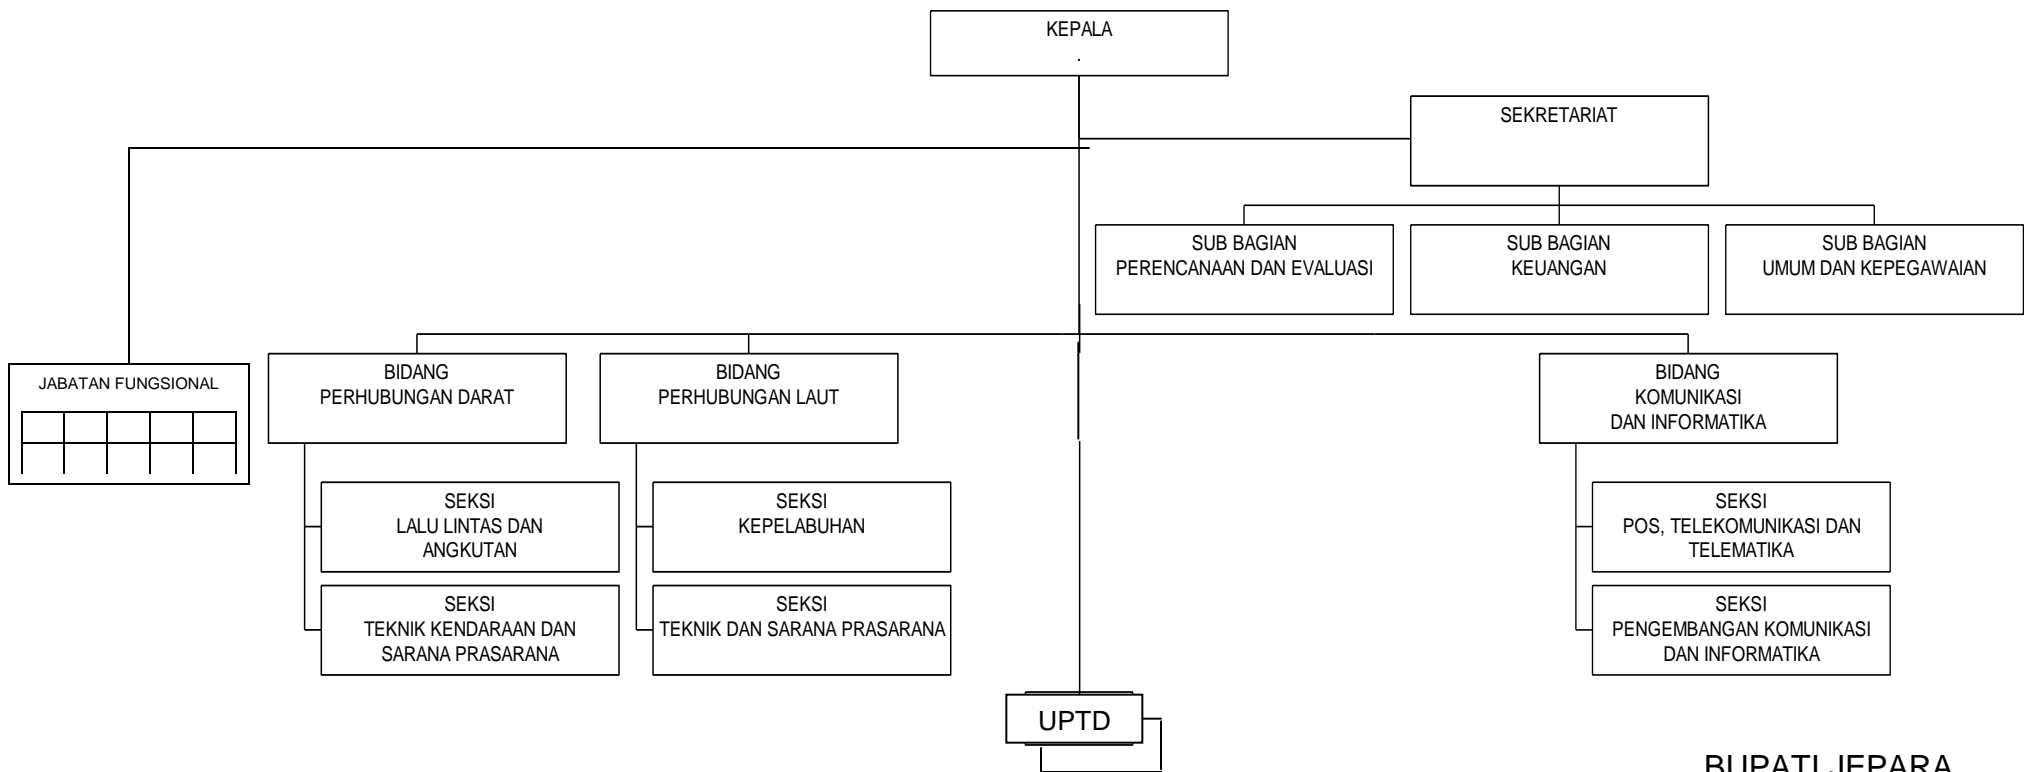 KEPALA
.
SEKRETARIAT
SUB BAGIAN
PERENCANAAN DAN EVALUASI
SUB BAGIAN
KEUANGAN
SUB BAGIAN
UMUM DAN KEPEGAWAIAN
JABATAN FUNGSIONAL
BIDANG
PERHUBUNGAN DARAT
BIDANG
PERHUBUNGAN LAUT
BIDANG
KOMUNIKASI
DAN INFORMATIKA
SEKSI
LALU LINTAS DAN
ANGKUTAN
SEKSI
KEPELABUHAN
SEKSI
POS, TELEKOMUNIKASI DAN
TELEMATIKA
SEKSI
TEKNIK KENDARAAN DAN
SARANA PRASARANA
SEKSI
TEKNIK DAN SARANA PRASARANA
SEKSI
PENGEMBANGAN KOMUNIKASI
DAN INFORMATIKA
UPTD
BUPATI JEPARA